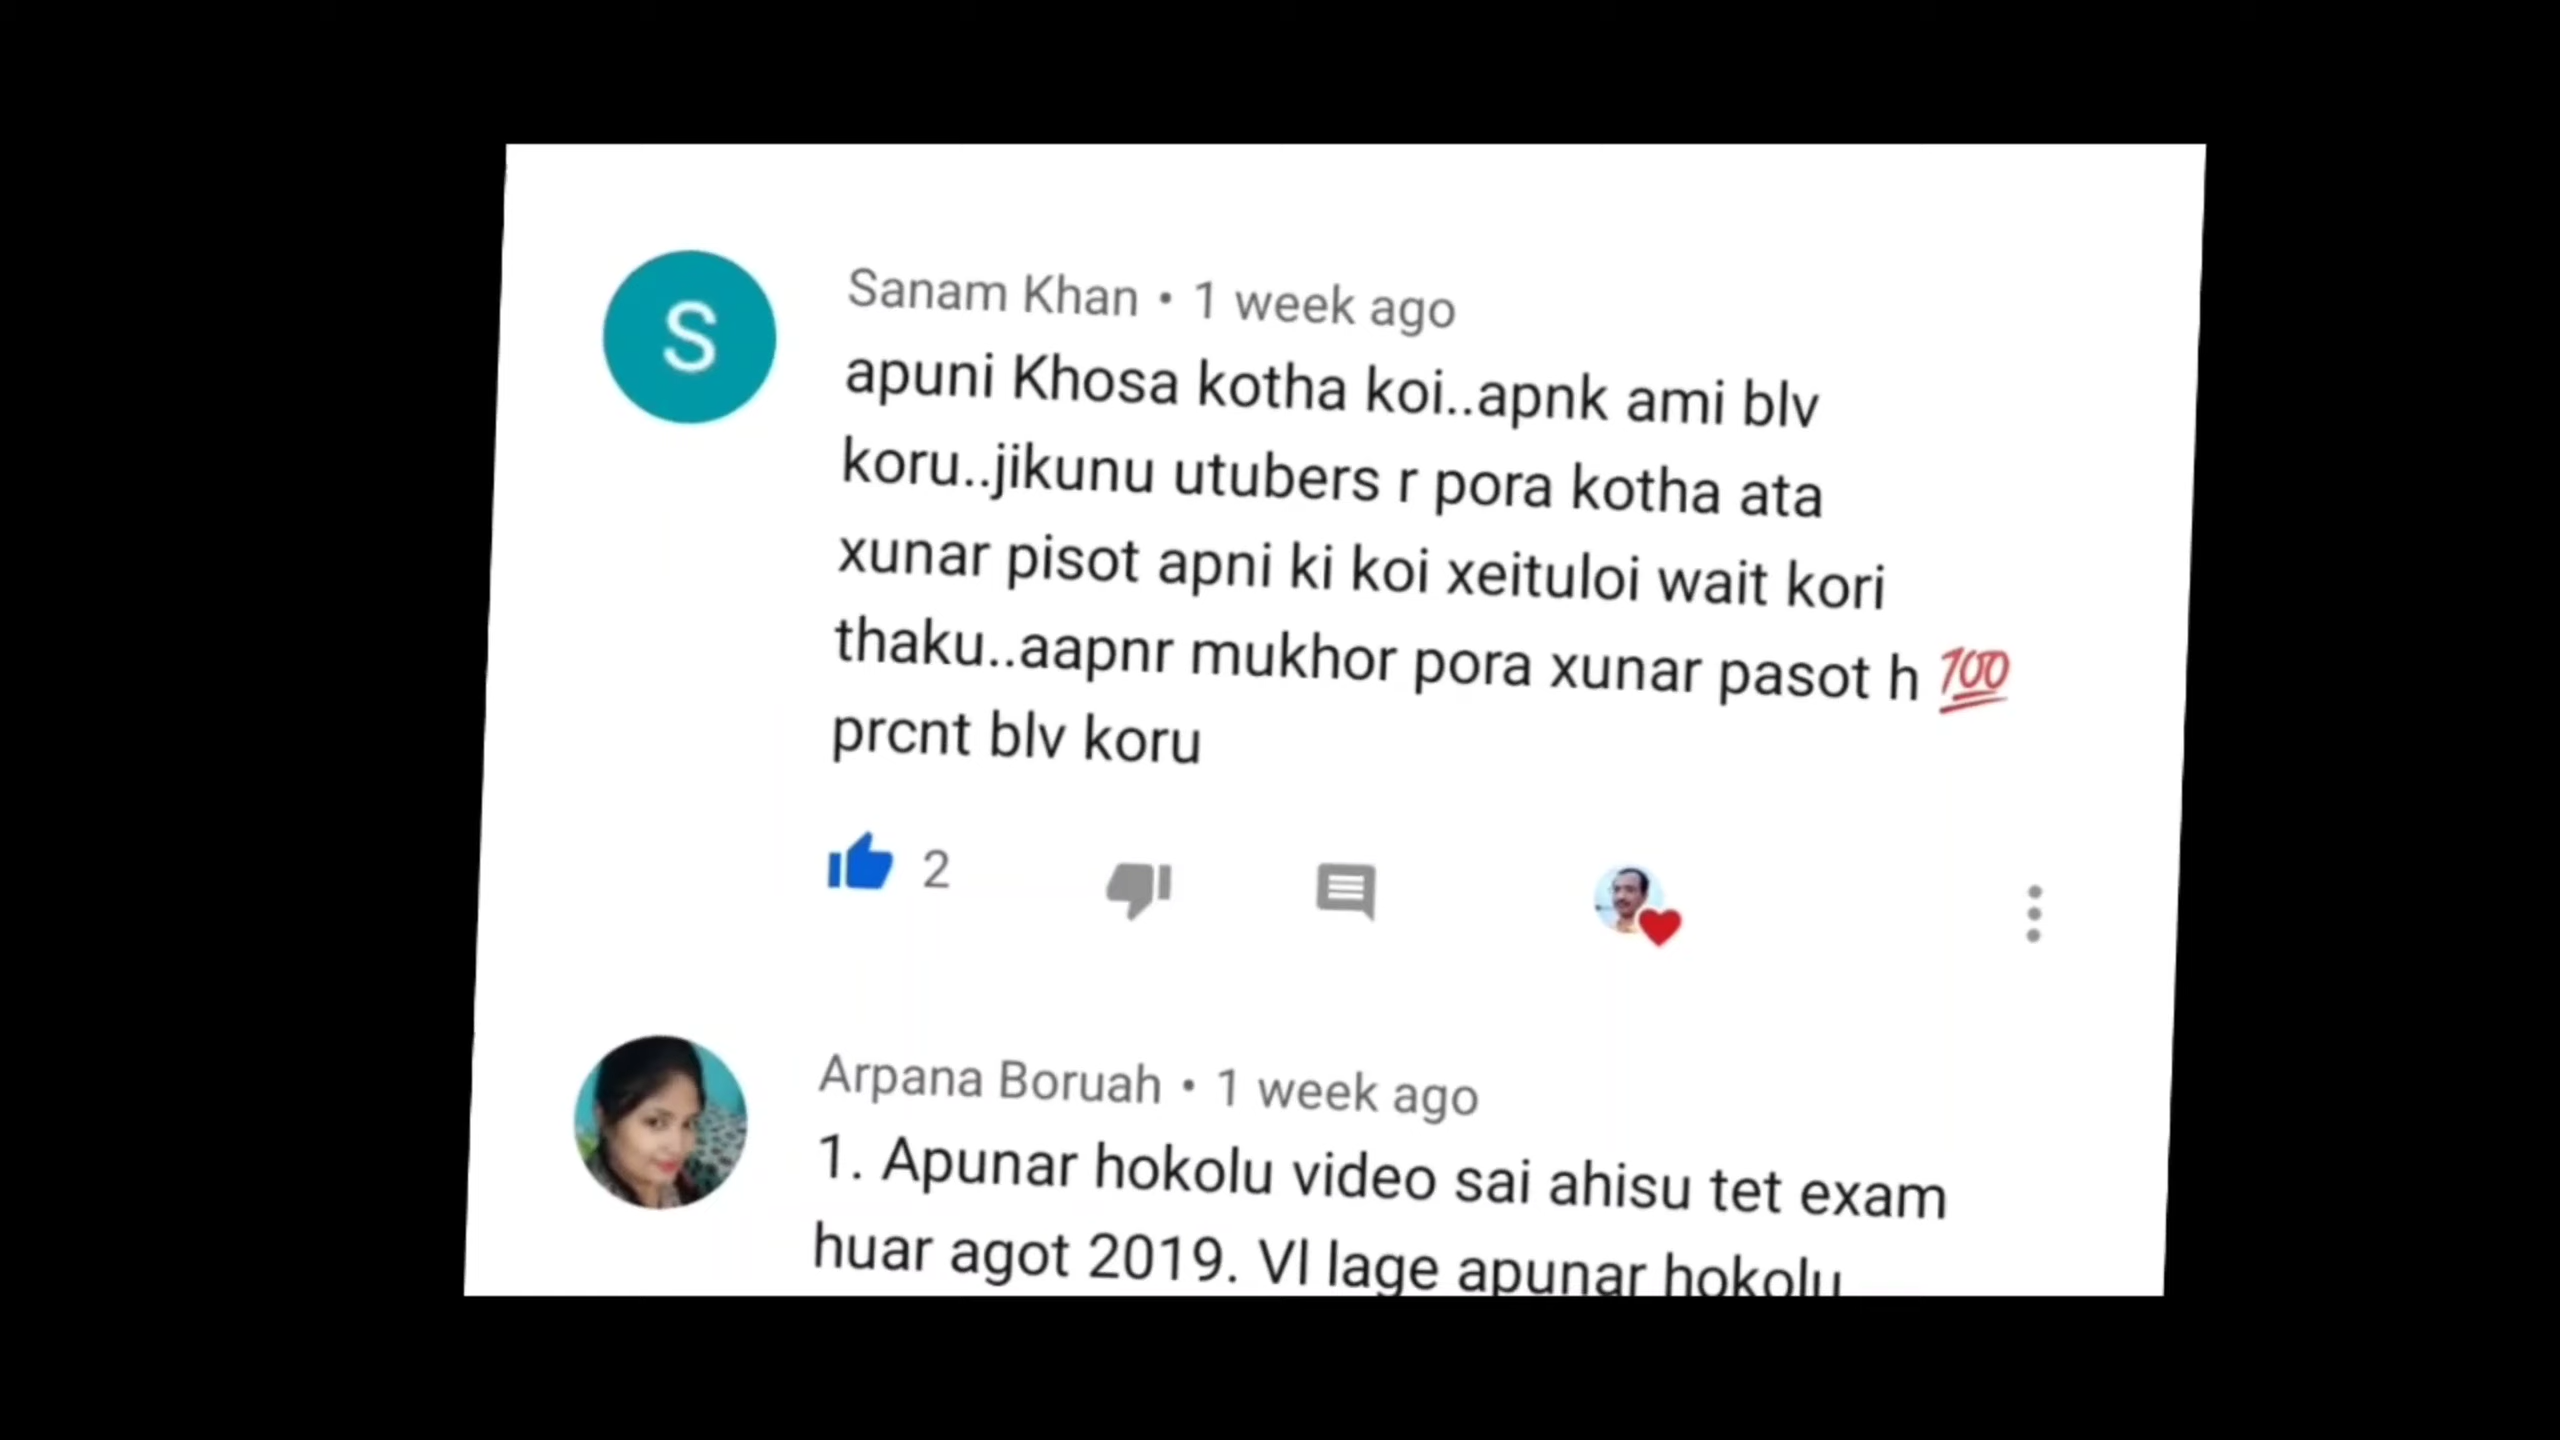 S
Sanam Khan • 1 week ago
apuni Khosa kotha koi..apnk ami blv
koru..jikunu utubers r pora kotha ata
xunar pisot apni ki koi xeituloi wait kori
thaku..aapnr mukhor pora xunar pasot h 💯
prcnt blv koru
2
Arpana Boruah • 1 week ago
1. Apunar hokolu video sai ahisu tet exam
huar agot 2019. Vl lage apunar hokolu